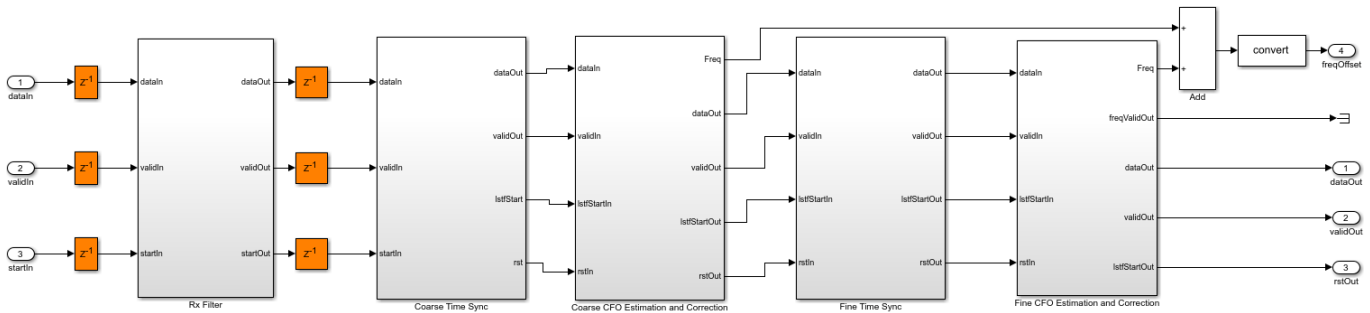 1
dataIn
2
validIn
3
startIn
z-1
z-1
z-1
dataIn
validIn
startIn
dataOut
validOut
startOut
Rx Filter
z-1
z-1
z-1
dataIn
validIn
startIn
dataOut
validOut
lstfStart
rst
Coarse Time Sync
dataIn
validIn
lstfStartIn
rstIn
Freq
dataOut
validOut
lstfStartOut
rstOut
Coarse CFO Estimation and Correction
dataIn
validIn
lstfStartIn
rstIn
dataOut
validOut
lstfStartOut
rstOut
Fine Time Sync
dataIn
validIn
lstfStartIn
rstIn
Freq
freqValidOut
dataOut
validOut
lstfStartOut
Fine CFO Estimation and Correction
+
+
Add
convert
4
freqOffset
1
dataOut
2
validOut
3
rstOut